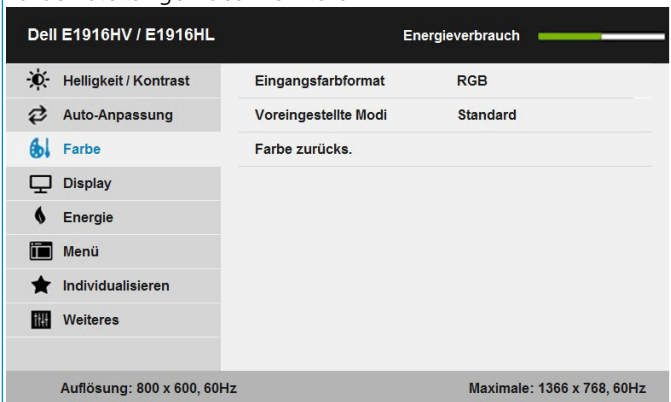 Dell E1916HV / E1916HL Energieverbrauch
Helligkeit / Kontrast Eingangsfarbformat RGB
Auto-Anpassung Voreingestellte Modi Standard
Farbe Farbe zurücks.
Display
Energie
Menü
Individualisieren
Weiteres
Auflösung: 800 x 600, 60Hz Maximale: 1366 x 768, 60Hz